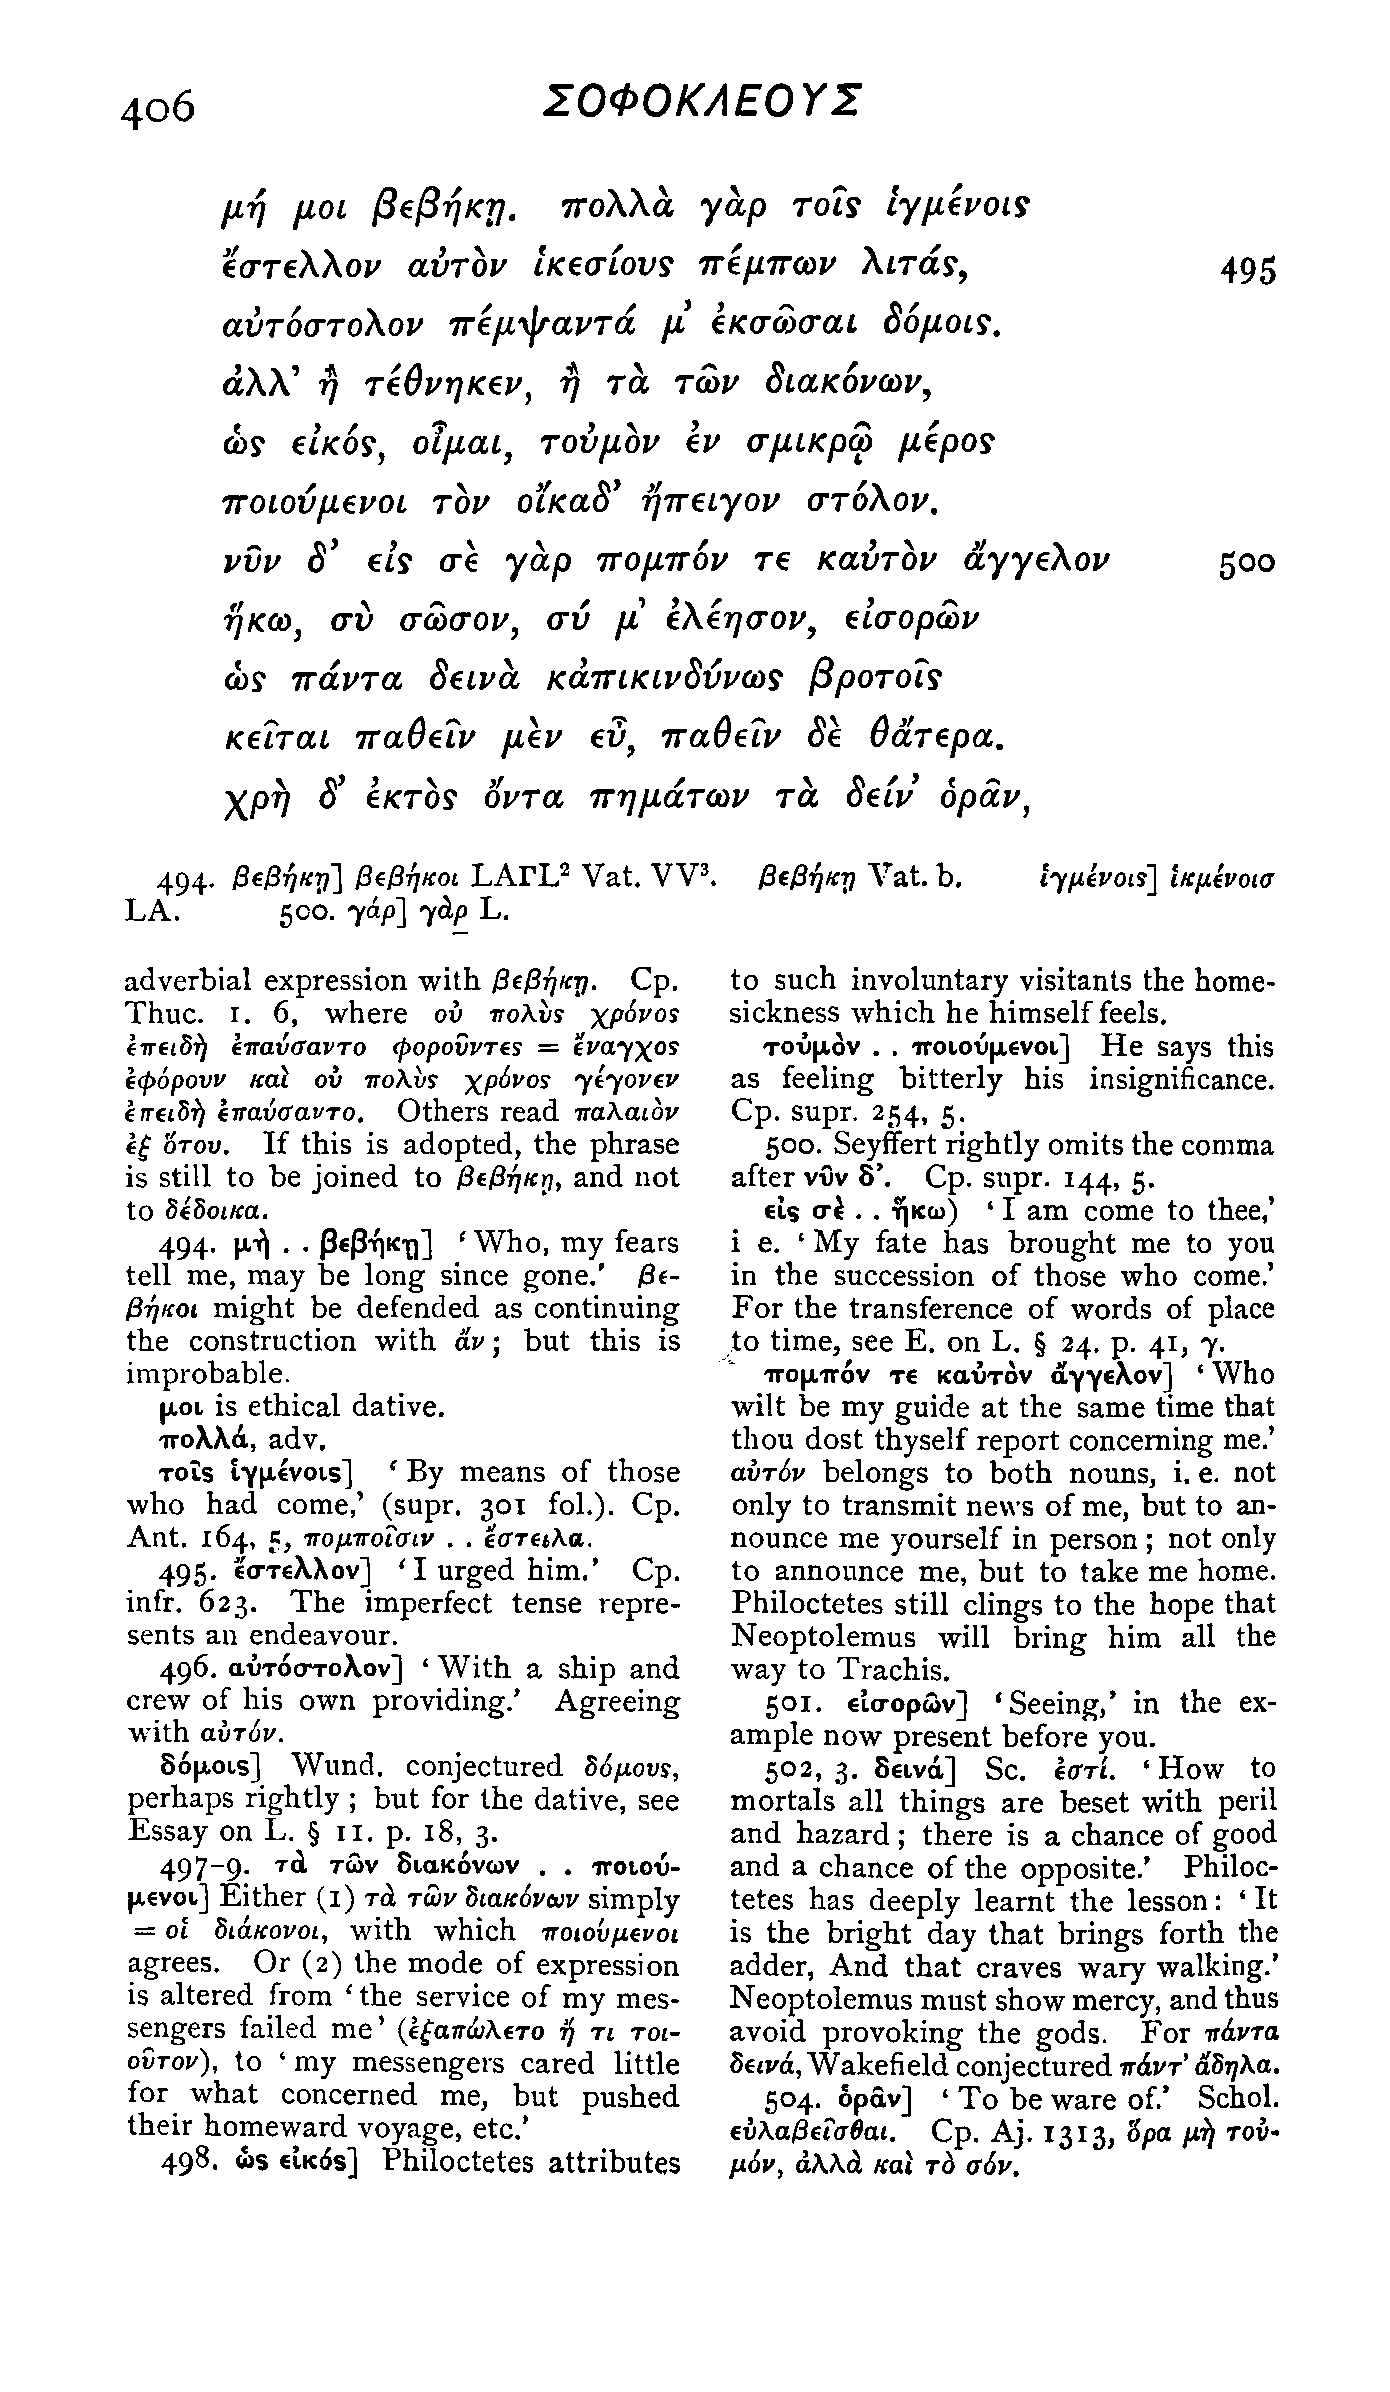 406 ΣΟΦΟΚΛΕΟΥΣ
μή μοι βεβήκῃ. πολλὰ γὰρ τοῖς ἱγμένοις
ἔστελλον αὐτὸν ἱκεσίους πέμπων λιτάς, 495
αὐτόστολον πέμψαντά μ' ἐκσῶσαι δόμοις.
ἀλλ' ἢ τέθνηκεν, ἢ τὰ τῶν διακόνων,
ὡς εἰκός, οἶμαι, τοὐμὸν ἐν σμικρῷ μέρος
ποιούμενοι τὸν οἴκαδ' ἤπειγον στόλον.
νῦν δ' εἰς σὲ γὰρ πομπόν τε καὐτὸν ἄγγελον 500
ἥκω, σὺ σῶσον, σύ μ' ἐλέησον, εἰσορῶν
ὡς πάντα δεινὰ κἀπικινδύνως βροτοῖς
κεῖται παθεῖν μὲν εὖ, παθεῖν δὲ θἄτερα.
χρὴ δ' ἐκτὸς ὄντα πημάτων τὰ δείν' ὁρᾶν,
494. βεβήκῃ] βεβήκοι LAΓL² Vat. VV³. βεβήκῃ Vat. b. ἱγμένοις] ἱκμένοισ
LA. 500. γάρ] γὰρ L.
adverbial expression with βεβήκῃ. Cp.
Thuc. 1. 6, where οὐ πολὺς χρόνος
ἐπειδὴ ἐπαύσαντο φοροῦντες = ἔναγχος
ἐφόρουν καὶ οὐ πολὺς χρόνος γέγονεν
ἐπειδὴ ἐπαύσαντο. Others read παλαιὸν
ἐξ ὅτου. If this is adopted, the phrase
is still to be joined to βεβήκῃ, and not
to δέδοικα.
494. μὴ . . βεβήκῃ] 'Who, my fears
tell me, may be long since gone.' βε-
βήκοι might be defended as continuing
the construction with ἄν; but this is
improbable.
μοι is ethical dative.
πολλά, adv.
τοῖς ἱγμένοις] 'By means of those
who had come,' (supr. 301 fol.). Cp.
Ant. 164, 5, πομποῖσιν . . ἔστειλα.
495. ἔστελλον] 'I urged him.' Cp.
infr. 623. The imperfect tense repre-
sents an endeavour.
496. αὐτόστολον] 'With a ship and
crew of his own providing.' Agreeing
with αὐτόν.
δόμοις] Wund. conjectured δόμους,
perhaps rightly; but for the dative, see
Essay on L. § 11. p. 18, 3.
497-9. τὰ τῶν διακόνων . . ποιού-
μενοι] Either (1) τὰ τῶν διακόνων simply
= οἱ διάκονοι, with which ποιούμενοι
agrees. Or (2) the mode of expression
is altered from 'the service of my mes-
sengers failed me' (ἐξαπώλετο ἤ τι τοι-
οῦτον), to 'my messengers cared little
for what concerned me, but pushed
their homeward voyage, etc.'
498. ὡς εἰκός] Philoctetes attributes
to such involuntary visitants the home-
sickness which he himself feels.
τοὐμὸν . . ποιούμενοι] He says this
as feeling bitterly his insignificance.
Cp. supr. 254, 5.
500. Seyffert rightly omits the comma
after νῦν δ'. Cp. supr. 144, 5.
εἰς σὲ . . ἥκω) 'I am come to thee,'
i e. 'My fate has brought me to you
in the succession of those who come.'
For the transference of words of place
to time, see E. on L. § 24. p. 41, γ.
πομπόν τε καὐτὸν ἄγγελον] 'Who
wilt be my guide at the same time that
thou dost thyself report concerning me.'
αὐτόν belongs to both nouns, i. e. not
only to transmit news of me, but to an-
nounce me yourself in person; not only
to announce me, but to take me home.
Philoctetes still clings to the hope that
Neoptolemus will bring him all the
way to Trachis.
501. εἰσορῶν] 'Seeing,' in the ex-
ample now present before you.
502, 3. δεινά] Sc. ἐστί. 'How to
mortals all things are beset with peril
and hazard; there is a chance of good
and a chance of the opposite.' Philoc-
tetes has deeply learnt the lesson: 'It
is the bright day that brings forth the
adder, And that craves wary walking.'
Neoptolemus must show mercy, and thus
avoid provoking the gods. For πάντα
δεινά, Wakefield conjectured πάντ' ἄδηλα.
504. ὁρᾶν] 'To be ware of.' Schol.
εὐλαβεῖσθαι. Cp. Aj. 1313, ὅρα μὴ τοὐ-
μόν, ἀλλὰ καὶ τὸ σόν.